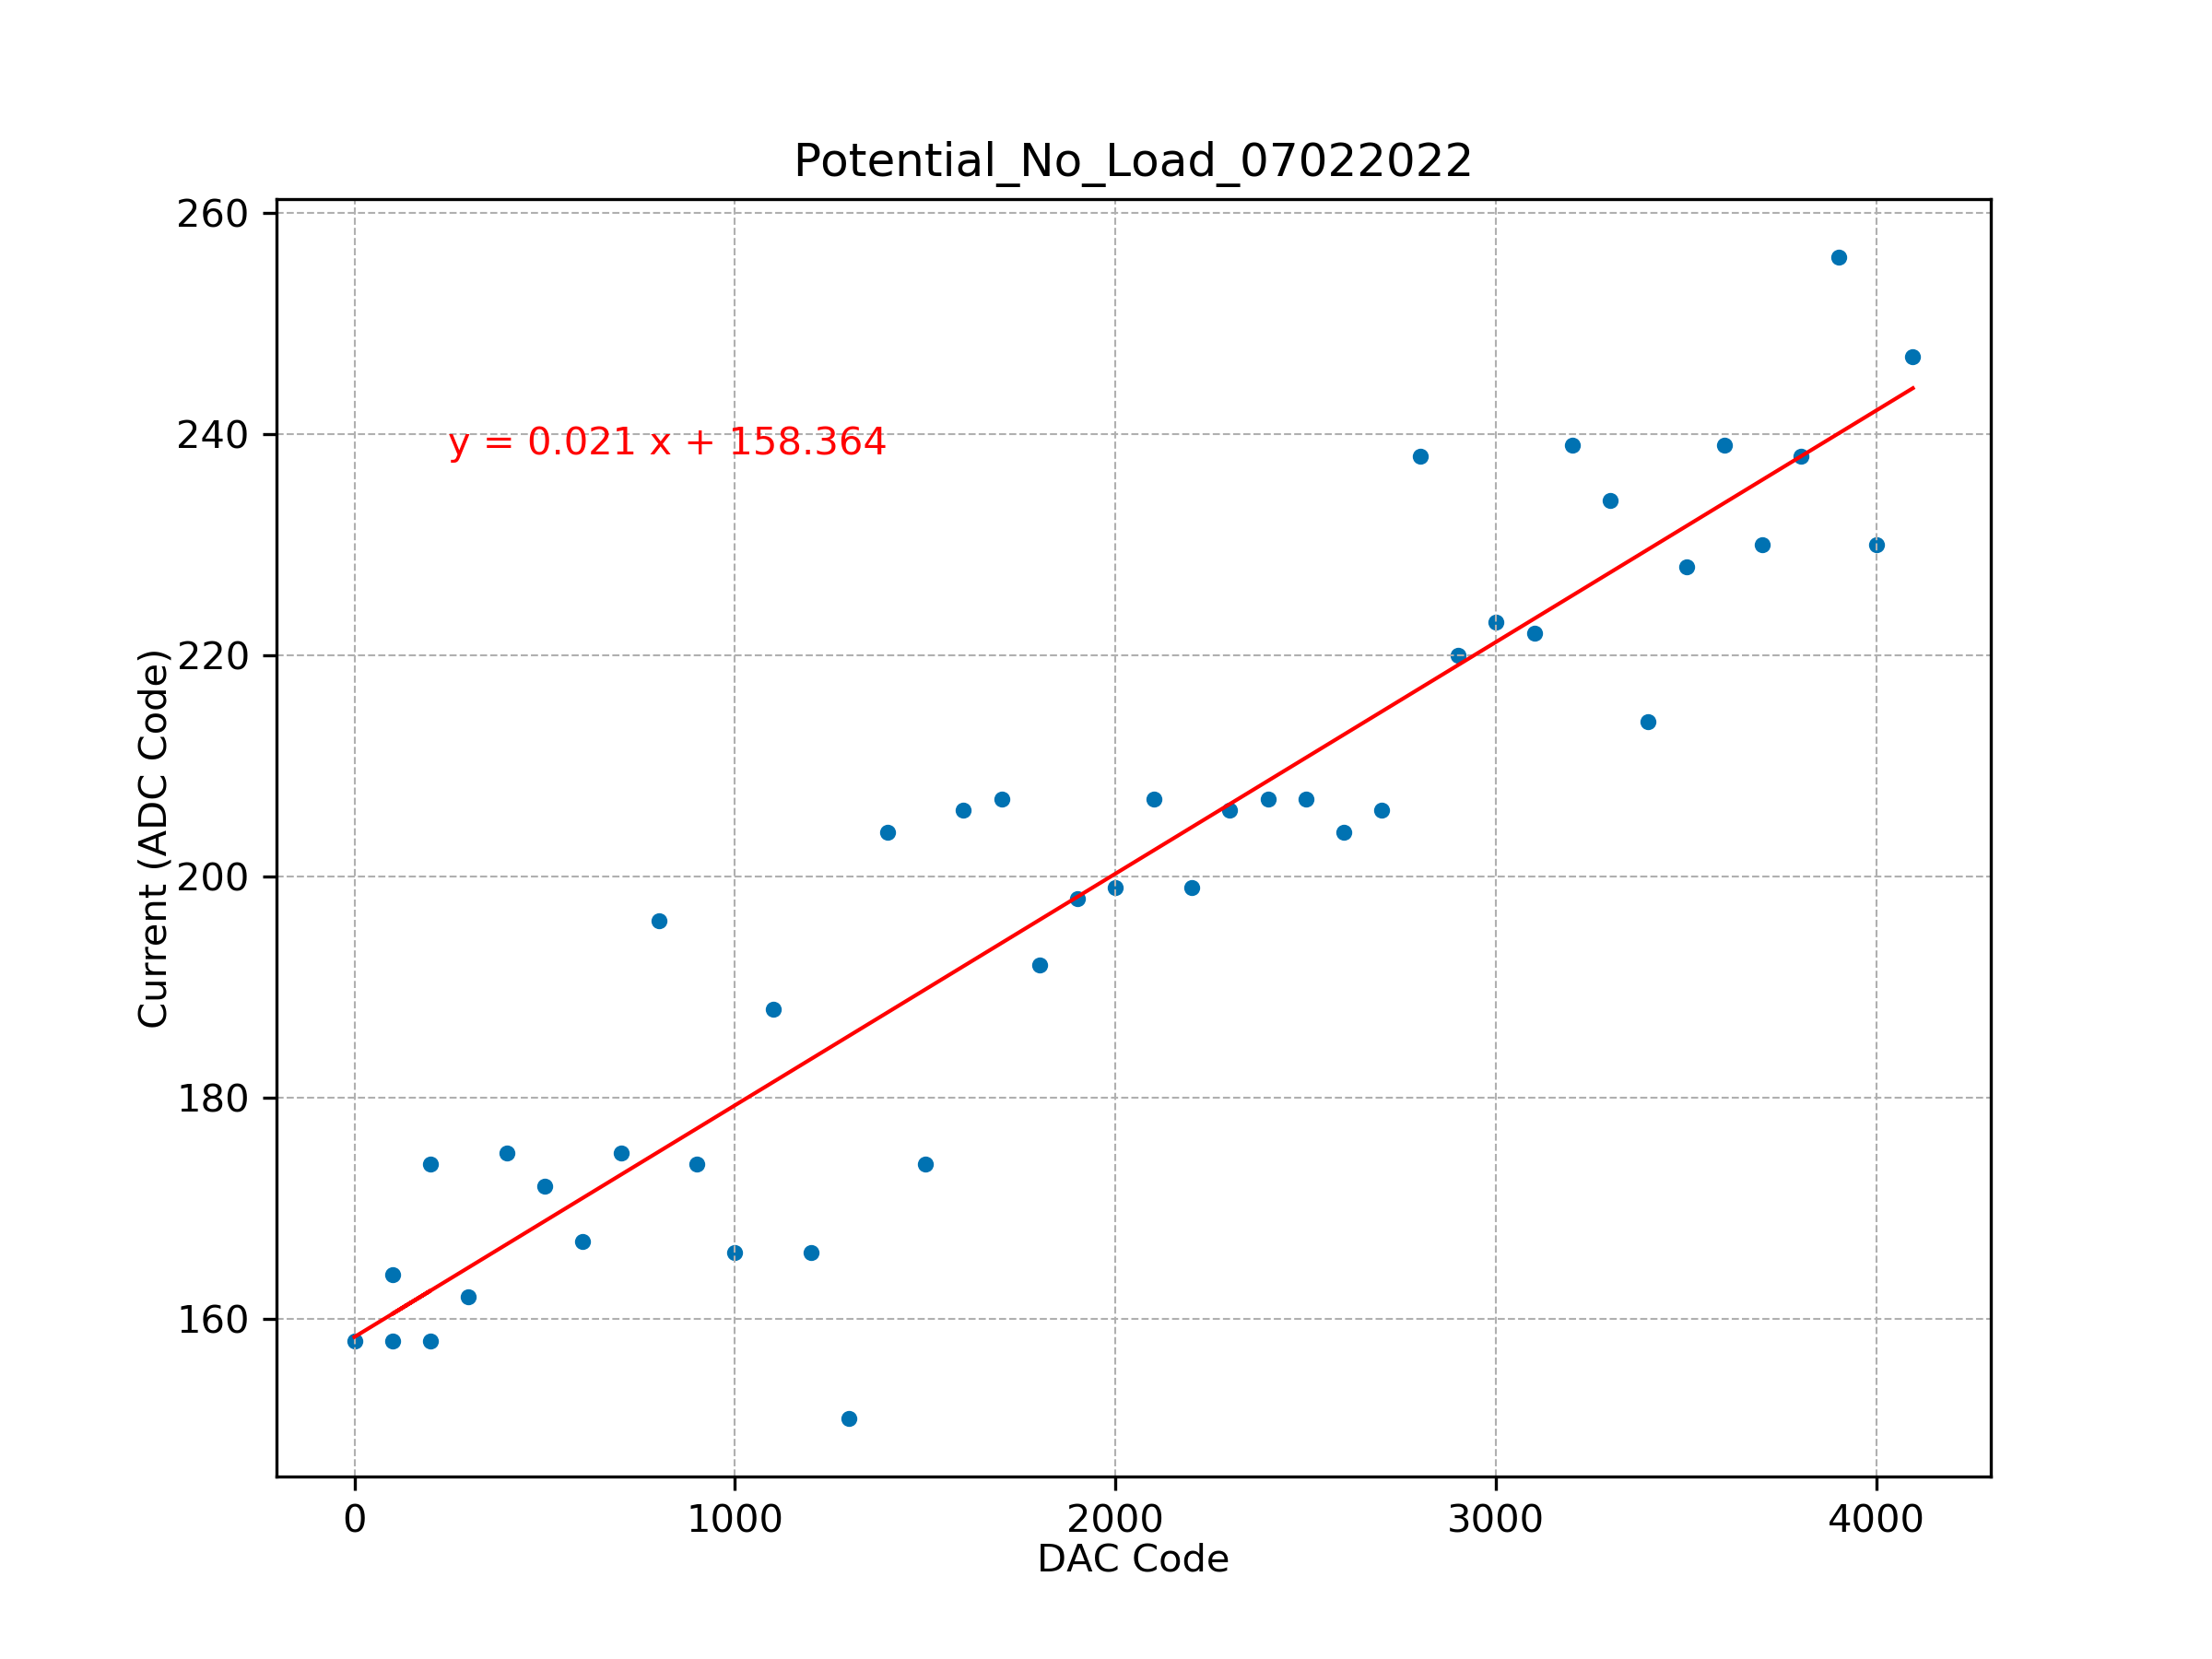 Potential_No_Load_07022022
260
240
220
200
180
160
y = 0.021 x + 158.364
Current (ADC Code)
0 1000 2000 3000 4000
DAC Code